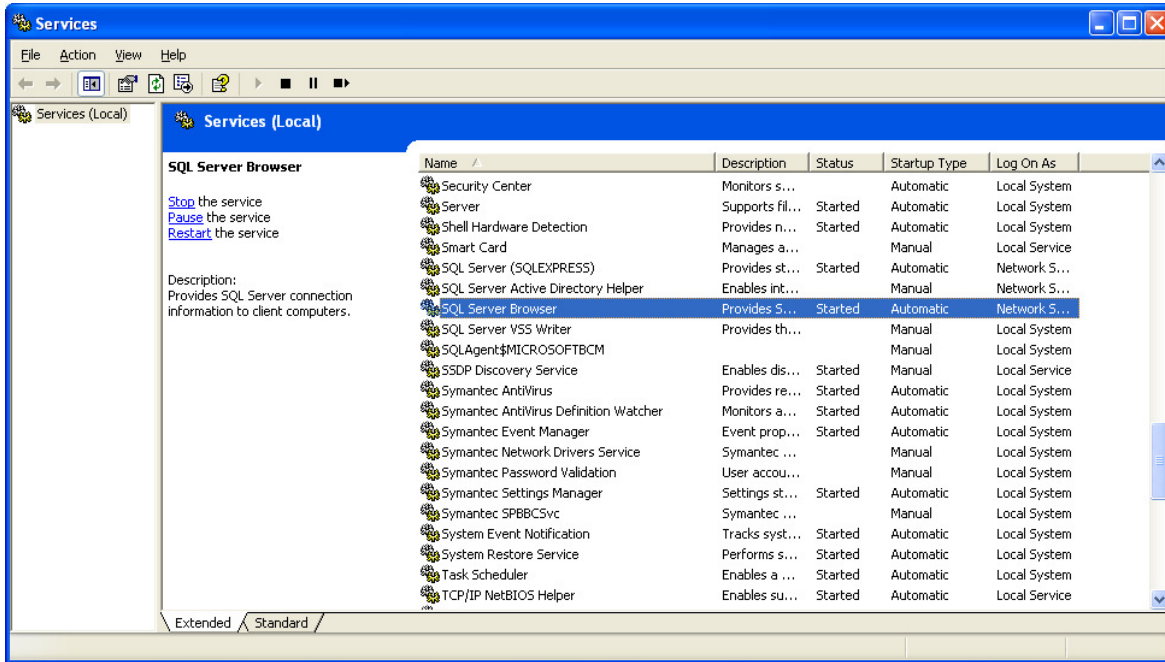 Services
File Action View Help
Services (Local)
Services (Local)
SQL Server Browser
Stop the service
Pause the service
Restart the service
Description:
Provides SQL Server connection
information to client computers.
Name Description Status Startup Type Log On As
Security Center Monitors s... Automatic Local System
Server Supports fil... Started Automatic Local System
Shell Hardware Detection Provides n... Started Automatic Local System
Smart Card Manages a... Manual Local Service
SQL Server (SQLEXPRESS) Provides st... Started Automatic Network S...
SQL Server Active Directory Helper Enables int... Manual Network S...
SQL Server Browser Provides S... Started Automatic Network S...
SQL Server VSS Writer Provides th... Manual Local System
SQLAgent$MICROSOFTBCM Manual Local System
SSDP Discovery Service Enables dis... Started Manual Local Service
Symantec AntiVirus Provides re... Started Automatic Local System
Symantec AntiVirus Definition Watcher Monitors a... Started Automatic Local System
Symantec Event Manager Event prop... Started Automatic Local System
Symantec Network Drivers Service Symantec ... Manual Local System
Symantec Password Validation User accou... Manual Local System
Symantec Settings Manager Settings st... Started Automatic Local System
Symantec SPBBCSvc Symantec ... Manual Local System
System Event Notification Tracks syst... Started Automatic Local System
System Restore Service Performs s... Started Automatic Local System
Task Scheduler Enables a ... Started Automatic Local System
TCP/IP NetBIOS Helper Enables su... Started Automatic Local Service
Extended Standard